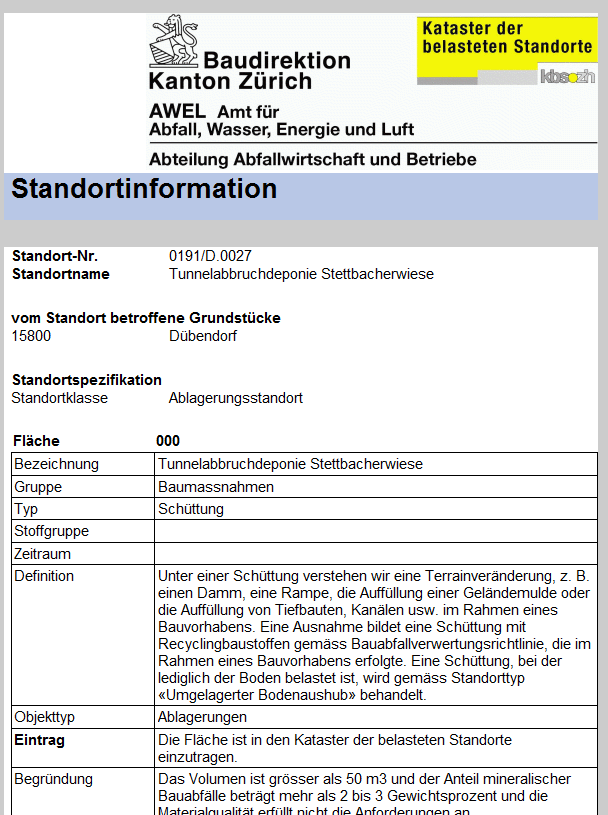 Baudirektion
Kanton Zürich
Kataster der
belasteten Standorte
kbs.zh
AWEL Amt für
Abfall, Wasser, Energie und Luft
Abteilung Abfallwirtschaft und Betriebe
Standortinformation
Standort-Nr. 0191/D.0027
Standortname Tunnelabbruchdeponie Stettbacherwiese
vom Standort betroffene Grundstücke
15800 Dübendorf
Standortspezifikation
Standortklasse Ablagerungsstandort
Fläche 000
Bezeichnung Tunnelabbruchdeponie Stettbacherwiese
Gruppe Baumassnahmen
Typ Schüttung
Stoffgruppe
Zeitraum
Definition Unter einer Schüttung verstehen wir eine Terrainveränderung, z. B.
einen Damm, eine Rampe, die Auffüllung einer Geländemulde oder
die Auffüllung von Tiefbauten, Kanälen usw. im Rahmen eines
Bauvorhabens. Eine Ausnahme bildet eine Schüttung mit
Recyclingbaustoffen gemäss Bauabfallverwertungsrichtlinie, die im
Rahmen eines Bauvorhabens erfolgte. Eine Schüttung, bei der
lediglich der Boden belastet ist, wird gemäss Standorttyp
«Umgelagerter Bodenaushub» behandelt.
Objekttyp Ablagerungen
Eintrag Die Fläche ist in den Kataster der belasteten Standorte
einzutragen.
Begründung Das Volumen ist grösser als 50 m3 und der Anteil mineralischer
Bauabfälle beträgt mehr als 2 bis 3 Gewichtsprozent und die
Materialqualität erfüllt nicht die Anforderungen an